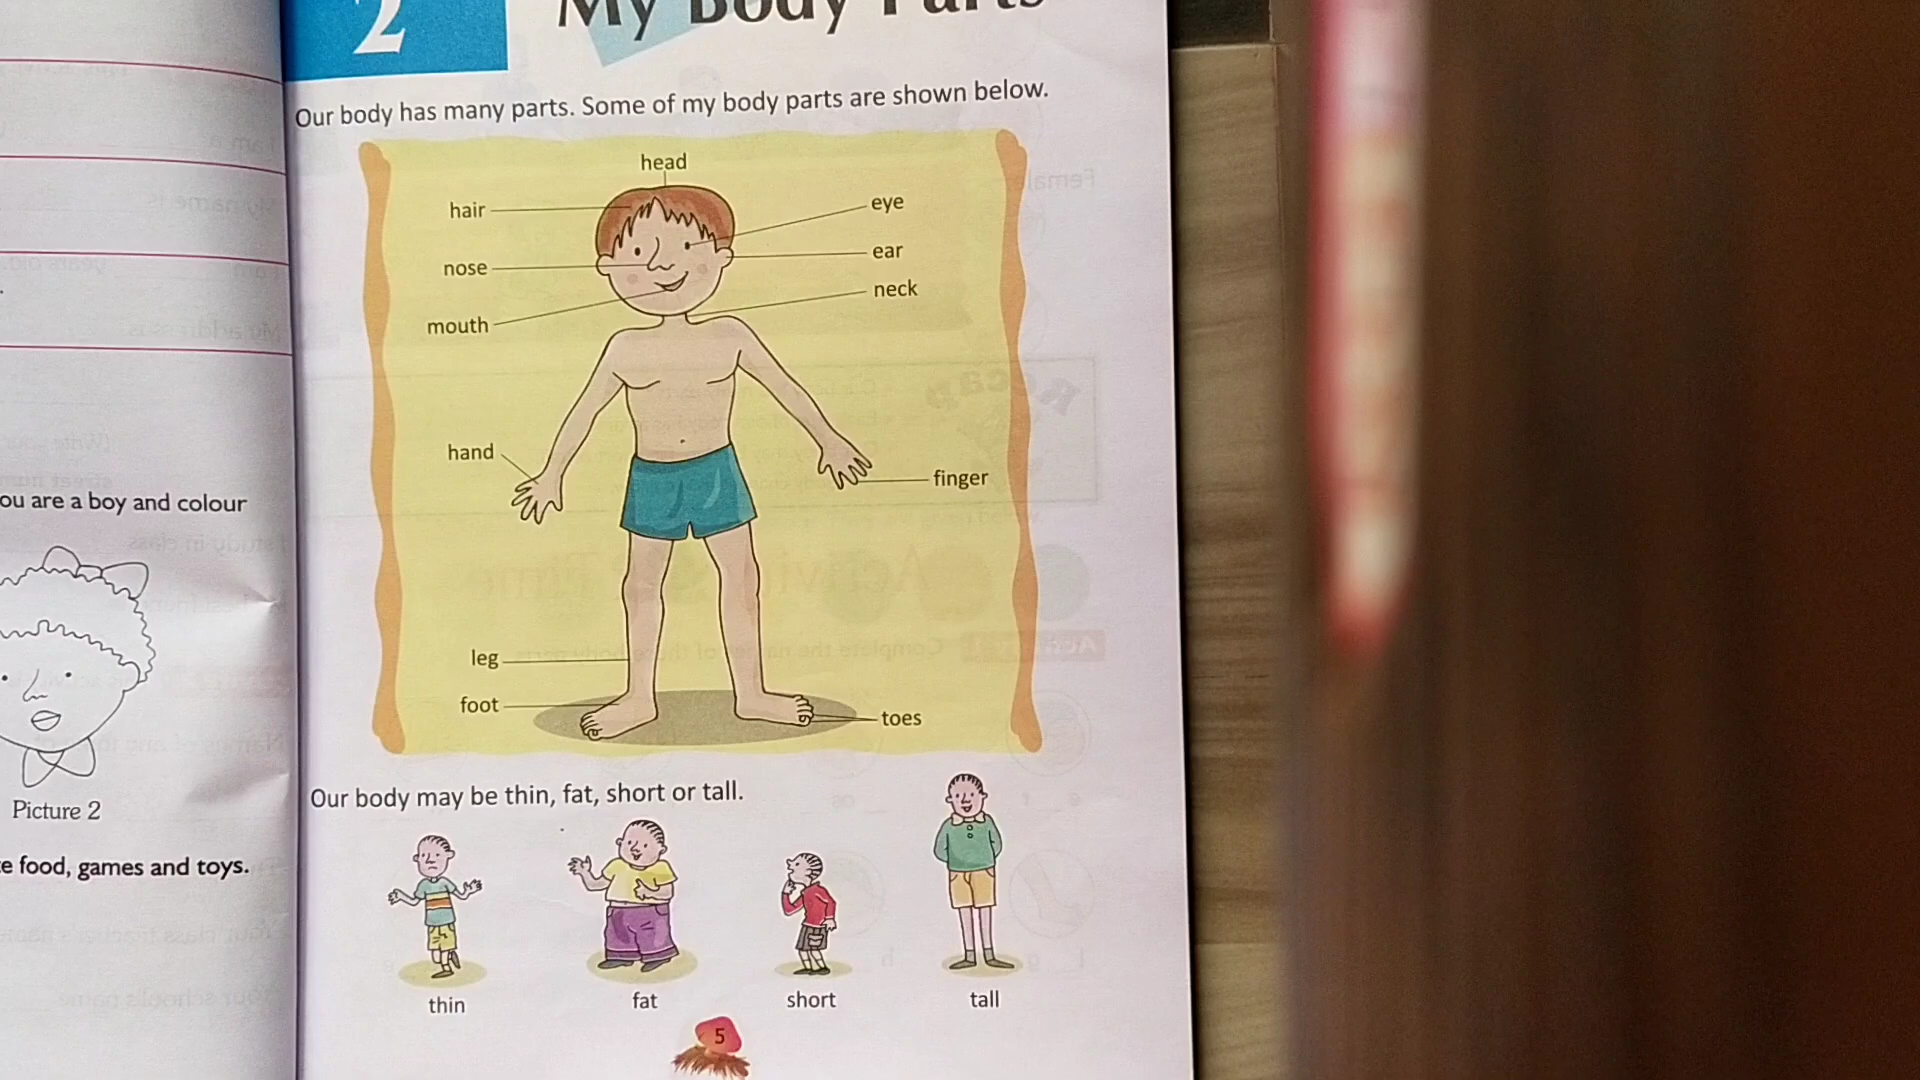 ou are a boy and colour
Picture 2
e food, games and toys.
2
My Body Parts
Our body has many parts. Some of my body parts are shown below.
head
hair
eye
nose
ear
neck
mouth
hand
finger
leg
foot
toes
Our body may be thin, fat, short or tall.
thin
fat
short
tall
5